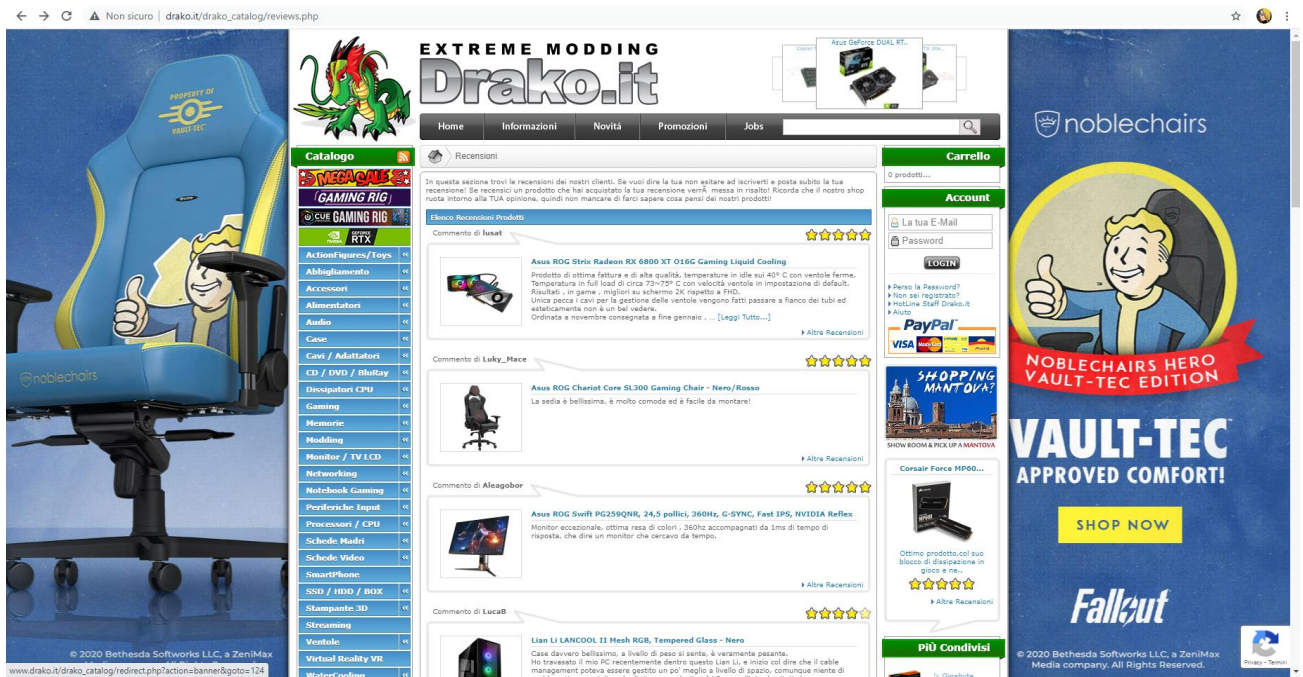 Non sicuro | drako.it/drako_catalog/reviews.php
PROPERTY OF
VAULT-TEC
noblechairs
© 2020 Bethesda Softworks LLC, a ZeniMax
www.drako.it/drako_catalog/redirect.php?action=banner&goto=124
EXTREME MODDING
Drako.it
Asus GeForce DUAL RT..
Home Informazioni Novitá Promozioni Jobs
Catalogo
MEGA SALE
GAMING RIG
CUE GAMING RIG
NVIDIA GEFORCE RTX
ActionFigures/Toys
Abbigliamento
Accessori
Alimentatori
Audio
Case
Cavi / Adattatori
CD / DVD / BluRay
Dissipatori CPU
Gaming
Memorie
Modding
Monitor / TV LCD
Networking
Notebook Gaming
Periferiche Input
Processori / CPU
Schede Madri
Schede Video
SmartPhone
SSD / HDD / BOX
Stampante 3D
Streaming
Ventole
Virtual Reality VR
WaterCooling
Recensioni
In questa sezione trovi le recensioni dei nostri clienti. Se vuoi dire la tua non esitare ad iscriverti e posta subito la tua
recensione! Se recensici un prodotto che hai acquistato la tua recensione verrÃ messa in risalto! Ricorda che il nostro shop
ruota intorno alla TUA opinione, quindi non mancare di farci sapere cosa pensi dei nostri prodotti!
Elenco Recensioni Prodotti
Commento di lusat
Asus ROG Strix Radeon RX 6800 XT O16G Gaming Liquid Cooling
Prodotto di ottima fattura e di alta qualità, temperature in idle sui 40° C con ventole ferme.
Temperatura in full load di circa 73~75° C con velocità ventole in impostazione di default.
Risultati , in game , migliori su schermo 2K rispetto a FHD.
Unica pecca i cavi per la gestione delle ventole vengono fatti passare a fianco dei tubi ed
esteticamente non è un bel vedere.
Ordinata a novembre consegnata a fine gennaio , ... [Leggi Tutto...]
Altre Recensioni
Commento di Luky_Mace
Asus ROG Chariot Core SL300 Gaming Chair - Nero/Rosso
La sedia è bellissima, è molto comoda ed è facile da montare!
Altre Recensioni
Commento di Aleagobor
Asus ROG Swift PG259QNR, 24,5 pollici, 360Hz, G-SYNC, Fast IPS, NVIDIA Reflex
Monitor eccezionale, ottima resa di colori , 360hz accompagnati da 1ms di tempo di
risposta, che dire un monitor che cercavo da tempo.
Altre Recensioni
Commento di LucaB
Lian Li LANCOOL II Mesh RGB, Tempered Glass - Nero
Case davvero bellissimo, a livello di peso si sente, è veramente pesante.
Ho travasato il mio PC recentemente dentro questo Lian Li, e inizio col dire che il cable
management poteva essere gestito un po' meglio a livello di spazio, comunque niente di
Carrello
0 prodotti...
Account
La tua E-Mail
Password
LOGIN
Perso la Password?
Non sei registrato?
HotLine Staff Drako.it
Aiuto
PayPal
VISA MasterCard
SHOPPING
MANTOVA?
SHOW ROOM & PICK UP A MANTOVA
Corsair Force MP60...
Ottimo prodotto,col suo
blocco di dissipazione in
gioco e ne..
Altre Recensioni
PiÙ Condivisi
Gigabyte
noblechairs
NOBLECHAIRS HERO
VAULT-TEC EDITION
VAULT-TEC
APPROVED COMFORT!
SHOP NOW
Fallout
© 2020 Bethesda Softworks LLC, a ZeniMax
Media company. All Rights Reserved.
Privacy - Termini